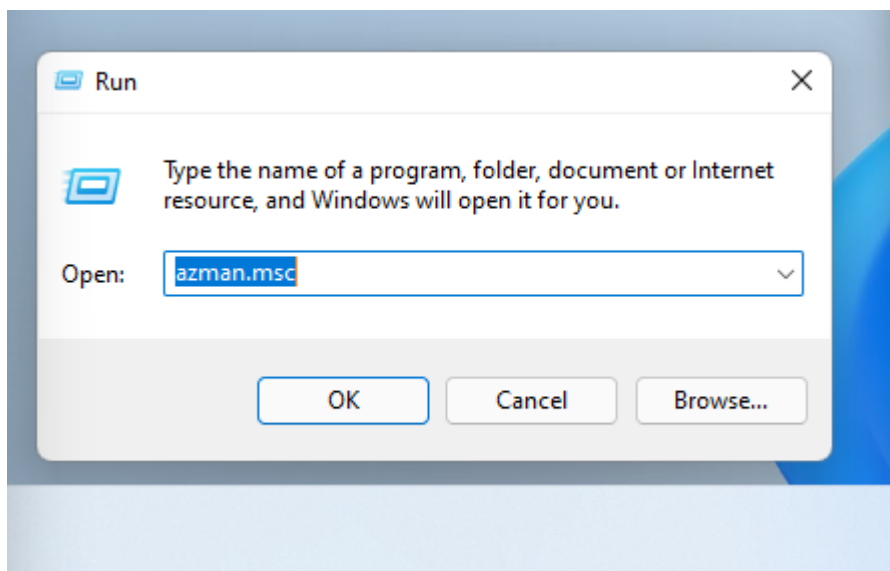 Run
Type the name of a program, folder, document or Internet
resource, and Windows will open it for you.
Open: azman.msc
OK Cancel Browse...